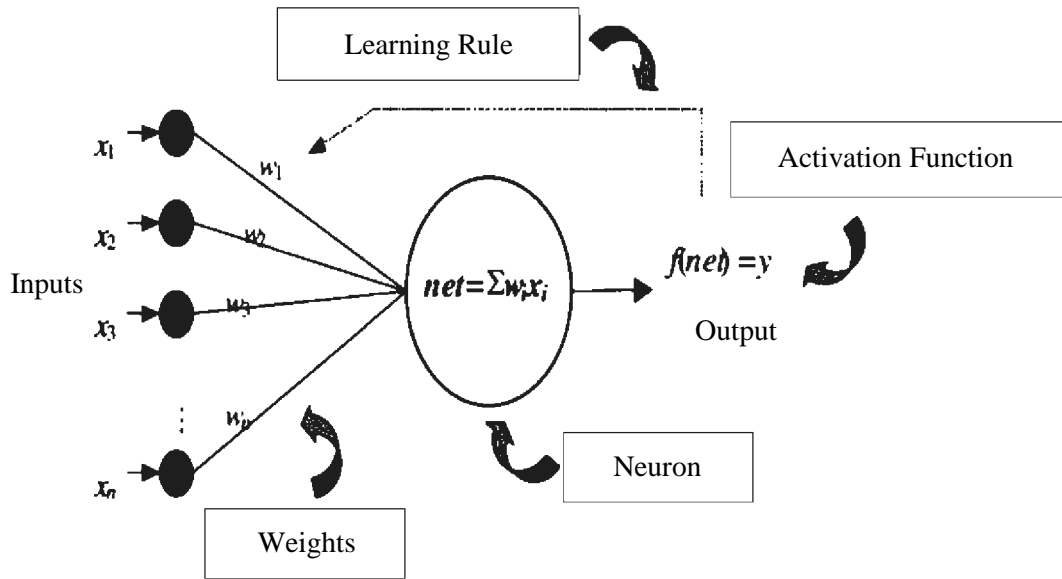 Learning Rule
Activation Function
x₁
w₁
x₂
w₂
Inputs
x₃
w₃
net=Σwᵢxᵢ
f(net) =y
Output
wₙ
xₙ
Neuron
Weights